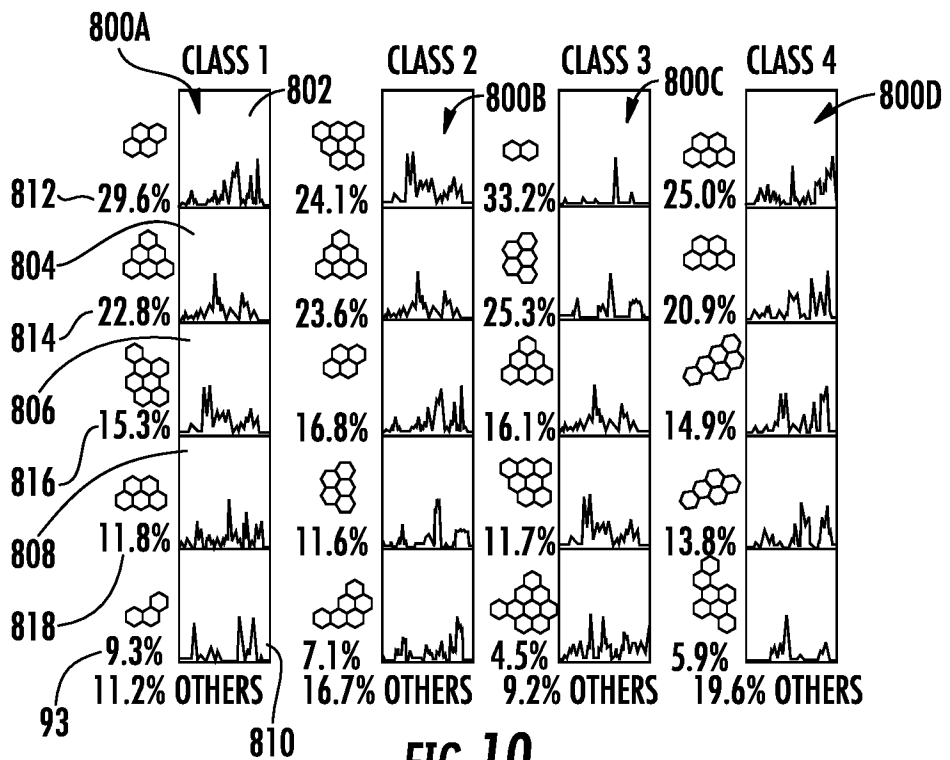 800A
CLASS 1 CLASS 2 CLASS 3 CLASS 4
802 800B 800C 800D
812 29.6% 24.1% 33.2% 25.0%
804
814 22.8% 23.6% 25.3% 20.9%
806
816 15.3% 16.8% 16.1% 14.9%
808 11.8% 11.6% 11.7% 13.8%
818
9.3% 7.1% 4.5% 5.9%
11.2% OTHERS 16.7% OTHERS 9.2% OTHERS 19.6% OTHERS
93 810
FIG. 10